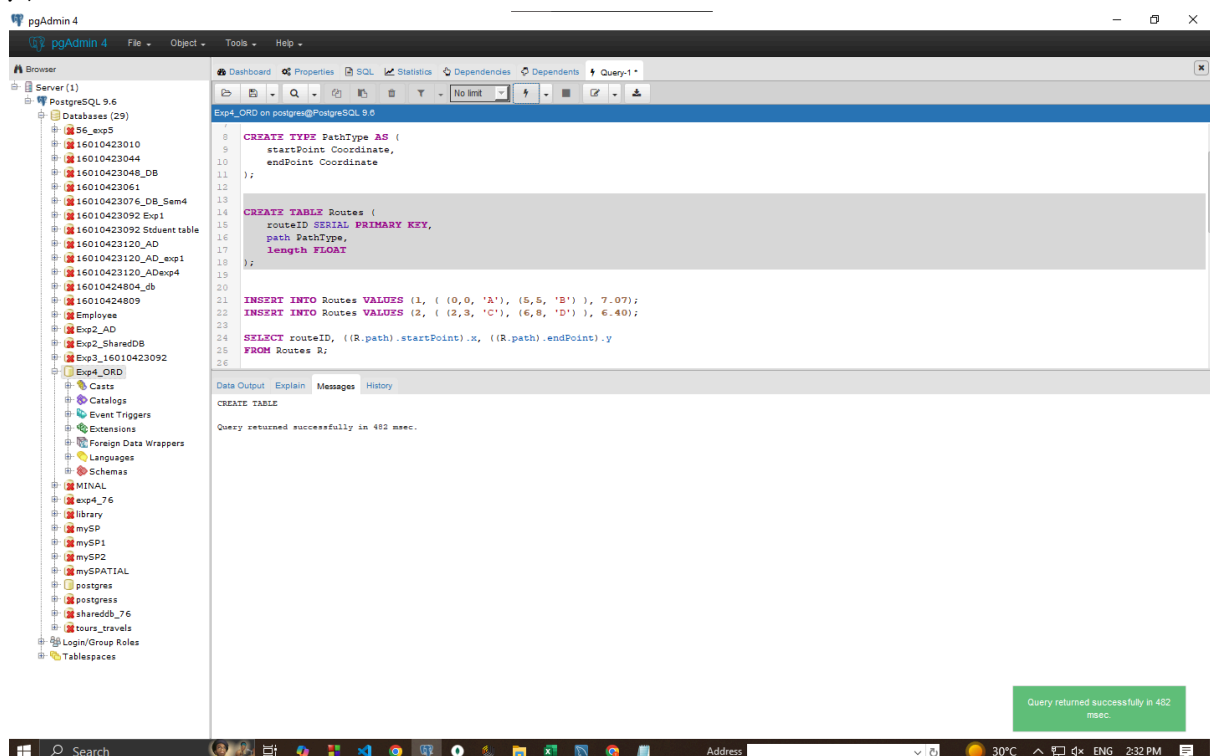 pgAdmin 4
pgAdmin 4 File Object Tools Help
Browser
Dashboard Properties SQL Statistics Dependencies Dependents Query-1 *
Server (1)
PostgreSQL 9.6
Databases (29)
56_exp5
16010423010
16010423044
16010423048_DB
16010423061
16010423076_DB_Sem4
16010423092 Exp1
16010423092 Stduent table
16010423120_AD
16010423120_AD_exp1
16010423120_ADexp4
16010424804_db
16010424809
Employee
Exp2_AD
Exp2_SharedDB
Exp3_16010423092
Exp4_ORD
Casts
Catalogs
Event Triggers
Extensions
Foreign Data Wrappers
Languages
Schemas
MINAL
exp4_76
library
mySP
mySP1
mySP2
mySPATIAL
postgres
postgress
shareddb_76
tours_travels
Login/Group Roles
Tablespaces
No limit
Exp4_ORD on postgres@PostgreSQL 9.6
7
8 CREATE TYPE PathType AS (
9 startPoint Coordinate,
10 endPoint Coordinate
11 );
12
13
14 CREATE TABLE Routes (
15 routeID SERIAL PRIMARY KEY,
16 path PathType,
17 length FLOAT
18 );
19
20
21 INSERT INTO Routes VALUES (1, ( (0,0, 'A'), (5,5, 'B') ), 7.07);
22 INSERT INTO Routes VALUES (2, ( (2,3, 'C'), (6,8, 'D') ), 6.40);
23
24 SELECT routeID, ((R.path).startPoint).x, ((R.path).endPoint).y
25 FROM Routes R;
26
Data Output Explain Messages History
CREATE TABLE
Query returned successfully in 482 msec.
Query returned successfully in 482
msec.
Search
Address
30°C
ENG
2:32 PM